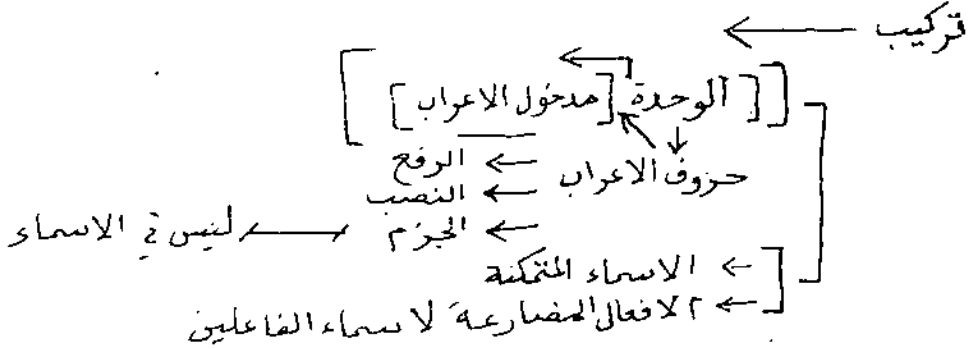 تركيب
[ [ الوحدة [ مدخول الاعراب ] ]
حروف الاعراب ← الرفع
← النصب
← الجزم ← ليس في الاسماء
← الاسماء المتمكنة
← الافعال المضارعة لاسماء الفاعلين